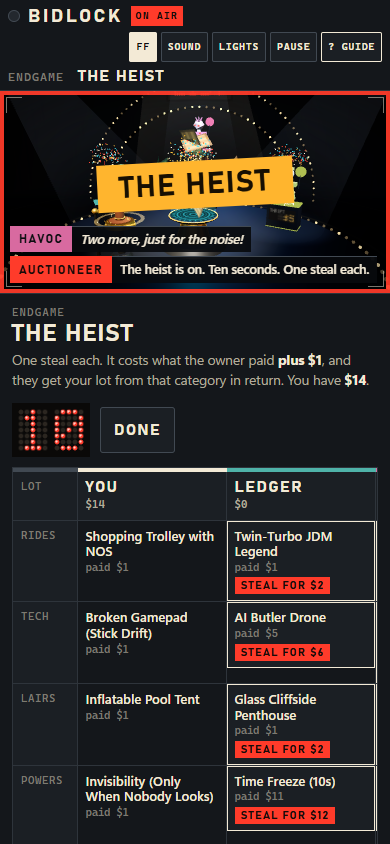 BIDLOCK ON AIR
FF SOUND LIGHTS PAUSE ? GUIDE
ENDGAME THE HEIST
THE HEIST
HAVOC Two more, just for the noise!
AUCTIONEER The heist is on. Ten seconds. One steal each.
ENDGAME
THE HEIST
One steal each. It costs what the owner paid plus $1, and
they get your lot from that category in return. You have $14.
10 DONE
LOT YOU LEDGER
$14 $0
RIDES Shopping Trolley with NOS paid $1
Twin-Turbo JDM Legend paid $1
STEAL FOR $2
TECH Broken Gamepad (Stick Drift) paid $1
AI Butler Drone paid $5
STEAL FOR $6
LAIRS Inflatable Pool Tent paid $1
Glass Cliffside Penthouse paid $1
STEAL FOR $2
POWERS Invisibility (Only When Nobody Looks) paid $1
Time Freeze (10s) paid $11
STEAL FOR $12